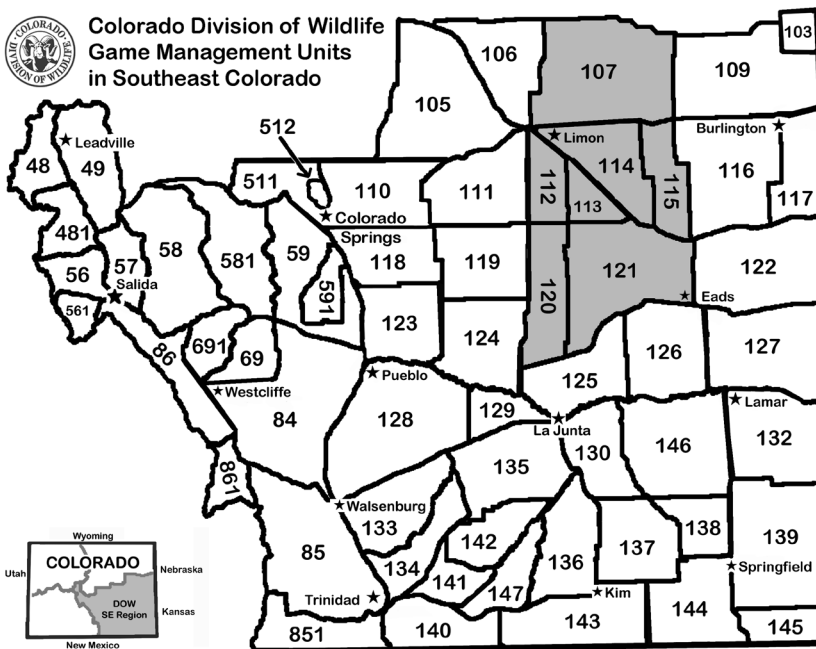 COLORADO
DIVISION OF WILDLIFE
Colorado Division of Wildlife
Game Management Units
in Southeast Colorado
103
106
107
109
105
512
Leadville
Limon
Burlington
48
49
511
110
111
112
113
114
115
116
117
Colorado
Springs
481
58
581
59
591
118
119
120
121
122
56
57
Salida
561
Eads
123
124
86
691
69
126
127
125
Pueblo
Westcliffe
84
128
129
La Junta
Lamar
130
146
132
861
135
Walsenburg
133
142
136
137
138
139
85
134
141
147
Springfield
Trinidad
Kim
144
851
140
143
145
Wyoming
COLORADO
Utah
Nebraska
DOW
SE Region
Kansas
New Mexico